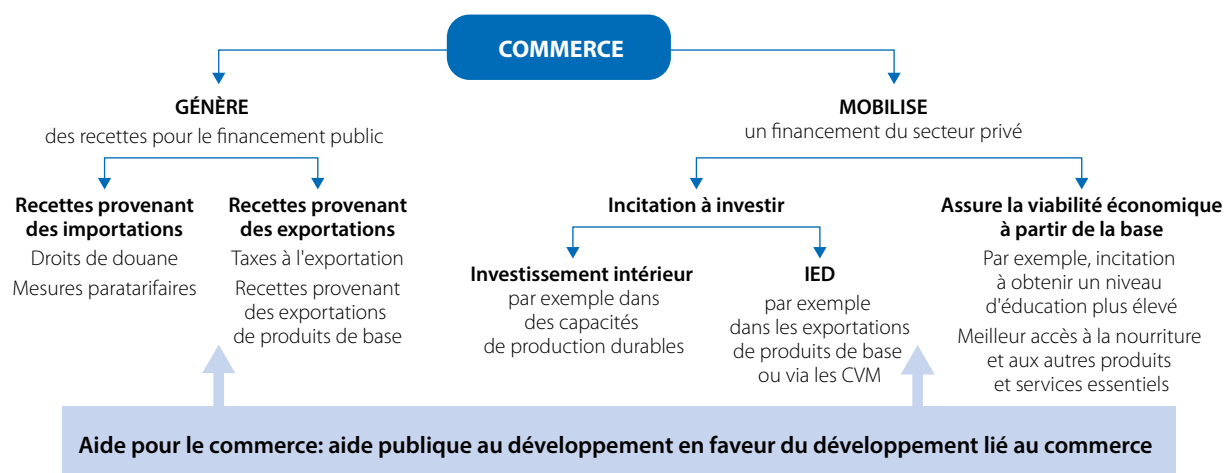 COMMERCE
GÉNÈRE
des recettes pour le financement public
MOBILISE
un financement du secteur privé
Recettes provenant
des importations
Droits de douane
Mesures paratarifaires
Recettes provenant
des exportations
Taxes à l'exportation
Recettes provenant
des exportations
de produits de base
Incitation à investir
Investissement intérieur
par exemple dans
des capacités
de production durables
IED
par exemple
dans les exportations
de produits de base
ou via les CVM
Assure la viabilité économique
à partir de la base
Par exemple, incitation
à obtenir un niveau
d'éducation plus élevé
Meilleur accès à la nourriture
et aux autres produits
et services essentiels
Aide pour le commerce: aide publique au développement en faveur du développement lié au commerce